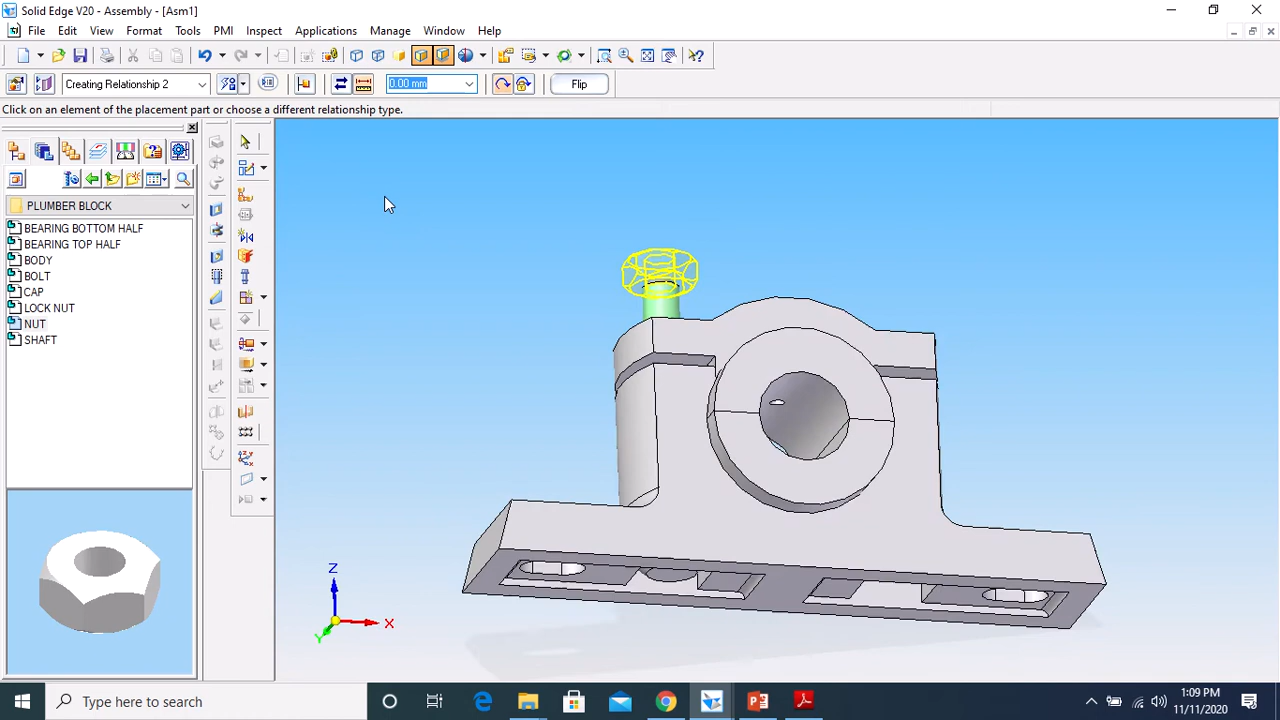 Solid Edge V20 - Assembly - [Asm1]
File Edit View Format Tools PMI Inspect Applications Manage Window Help
Creating Relationship 2
0.00 mm
Flip
Click on an element of the placement part or choose a different relationship type.
PLUMBER BLOCK
BEARING BOTTOM HALF
BEARING TOP HALF
BODY
BOLT
CAP
LOCK NUT
NUT
SHAFT
Z
X
Y
Type here to search
1:09 PM
11/11/2020